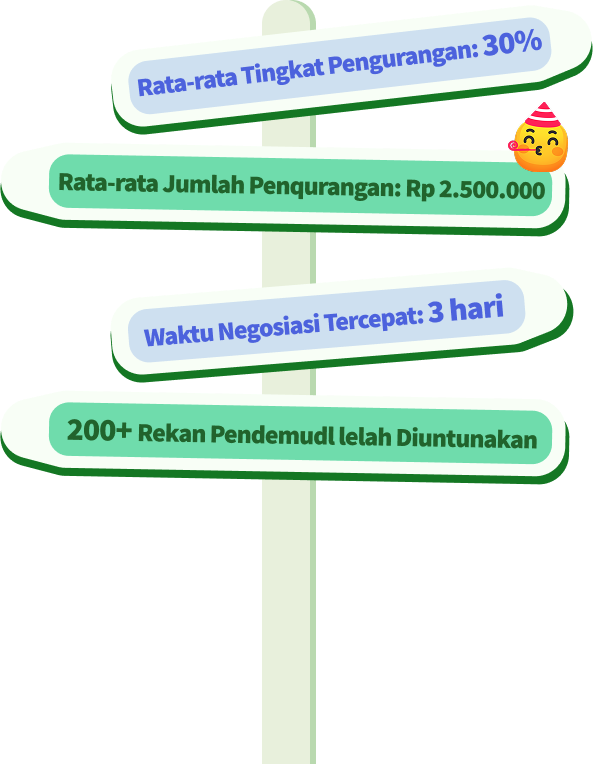 Rata-rata Tingkat Pengurangan: 30%
Rata-rata Jumlah Penqurangan: Rp 2.500.000
Waktu Negosiasi Tercepat: 3 hari
200+ Rekan Pendemudl lelah Diuntunakan